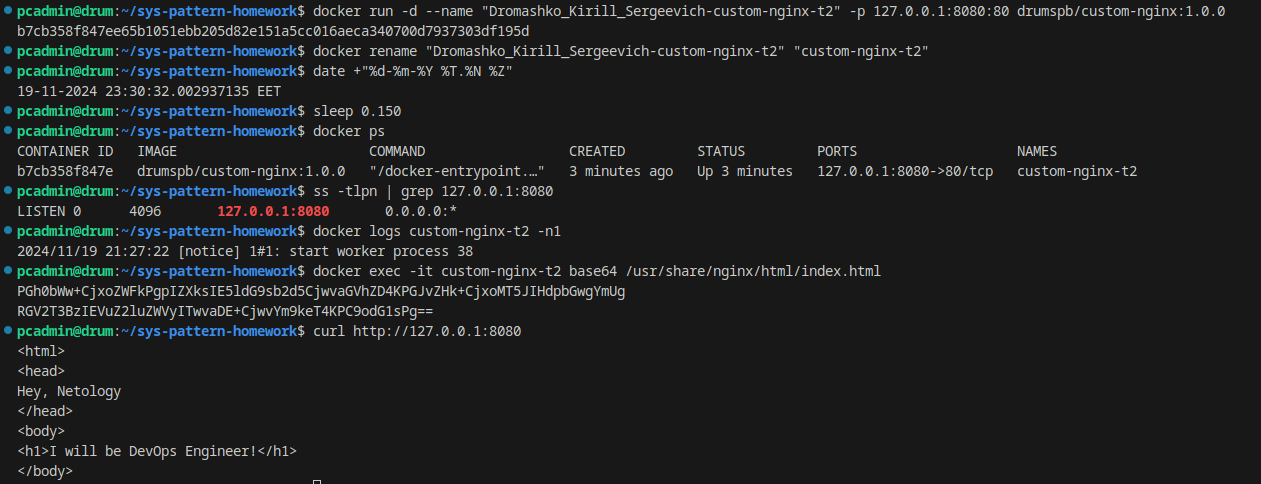 pcadmin@drum:~/sys-pattern-homework$ docker run -d --name "Dromashko_Kirill_Sergeevich-custom-nginx-t2" -p 127.0.0.1:8080:80 drumspb/custom-nginx:1.0.0
b7cb358f847ee65b1051ebb205d82e151a5cc016aeca340700d7937303df195d
pcadmin@drum:~/sys-pattern-homework$ docker rename "Dromashko_Kirill_Sergeevich-custom-nginx-t2" "custom-nginx-t2"
pcadmin@drum:~/sys-pattern-homework$ date +"%d-%m-%Y %T.%N %Z"
19-11-2024 23:30:32.002937135 EET
pcadmin@drum:~/sys-pattern-homework$ sleep 0.150
pcadmin@drum:~/sys-pattern-homework$ docker ps
CONTAINER ID   IMAGE                        COMMAND                  CREATED         STATUS         PORTS                    NAMES
b7cb358f847e   drumspb/custom-nginx:1.0.0   "/docker-entrypoint.…"   3 minutes ago   Up 3 minutes   127.0.0.1:8080->80/tcp   custom-nginx-t2
pcadmin@drum:~/sys-pattern-homework$ ss -tlpn | grep 127.0.0.1:8080
LISTEN 0      4096       127.0.0.1:8080       0.0.0.0:*
pcadmin@drum:~/sys-pattern-homework$ docker logs custom-nginx-t2 -n1
2024/11/19 21:27:22 [notice] 1#1: start worker process 38
pcadmin@drum:~/sys-pattern-homework$ docker exec -it custom-nginx-t2 base64 /usr/share/nginx/html/index.html
PGh0bWw+CjxoZWFkPgpIZXksIE5ldG9sb2d5CjwvaGVhZD4KPGJvZHk+CjxoMT5JIHdpbGwgYmUg
RGV2T3BzIEVuZ2luZWVyITwvaDE+CjwvYm9keT4KPC9odG1sPg==
pcadmin@drum:~/sys-pattern-homework$ curl http://127.0.0.1:8080
<html>
<head>
Hey, Netology
</head>
<body>
<h1>I will be DevOps Engineer!</h1>
</body>